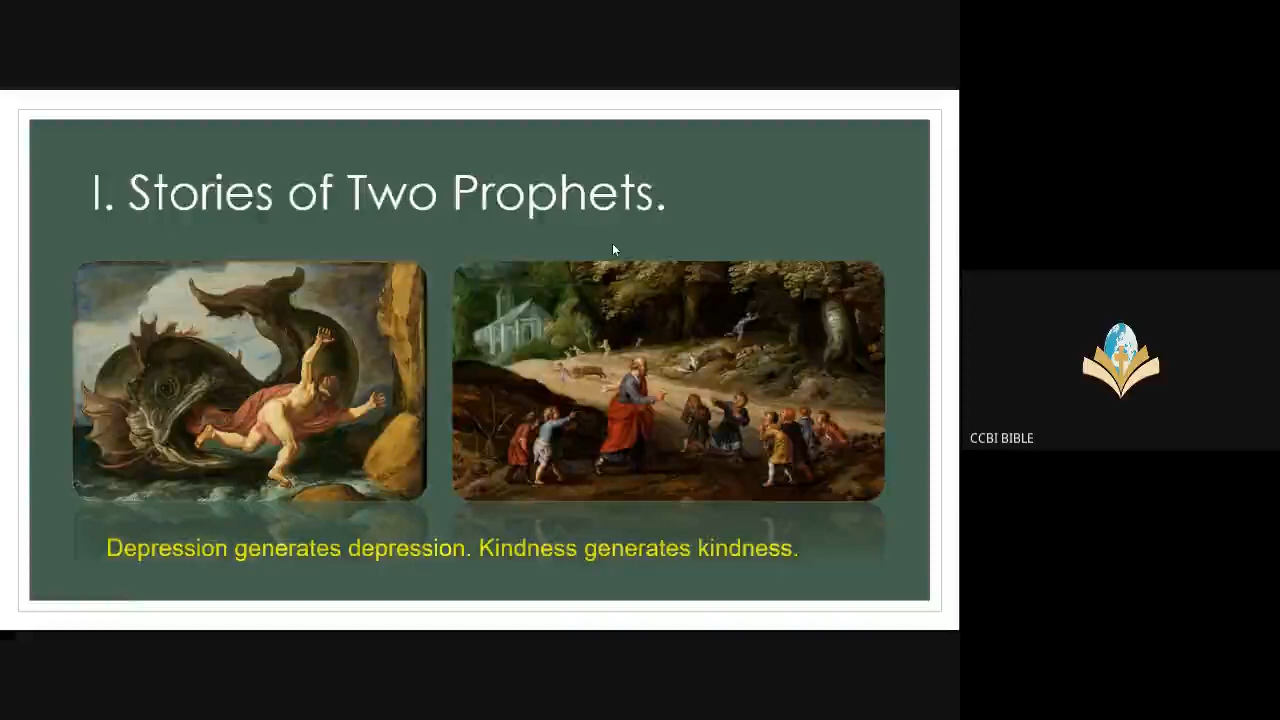 I. Stories of Two Prophets.
Depression generates depression. Kindness generates kindness.
CCBI BIBLE